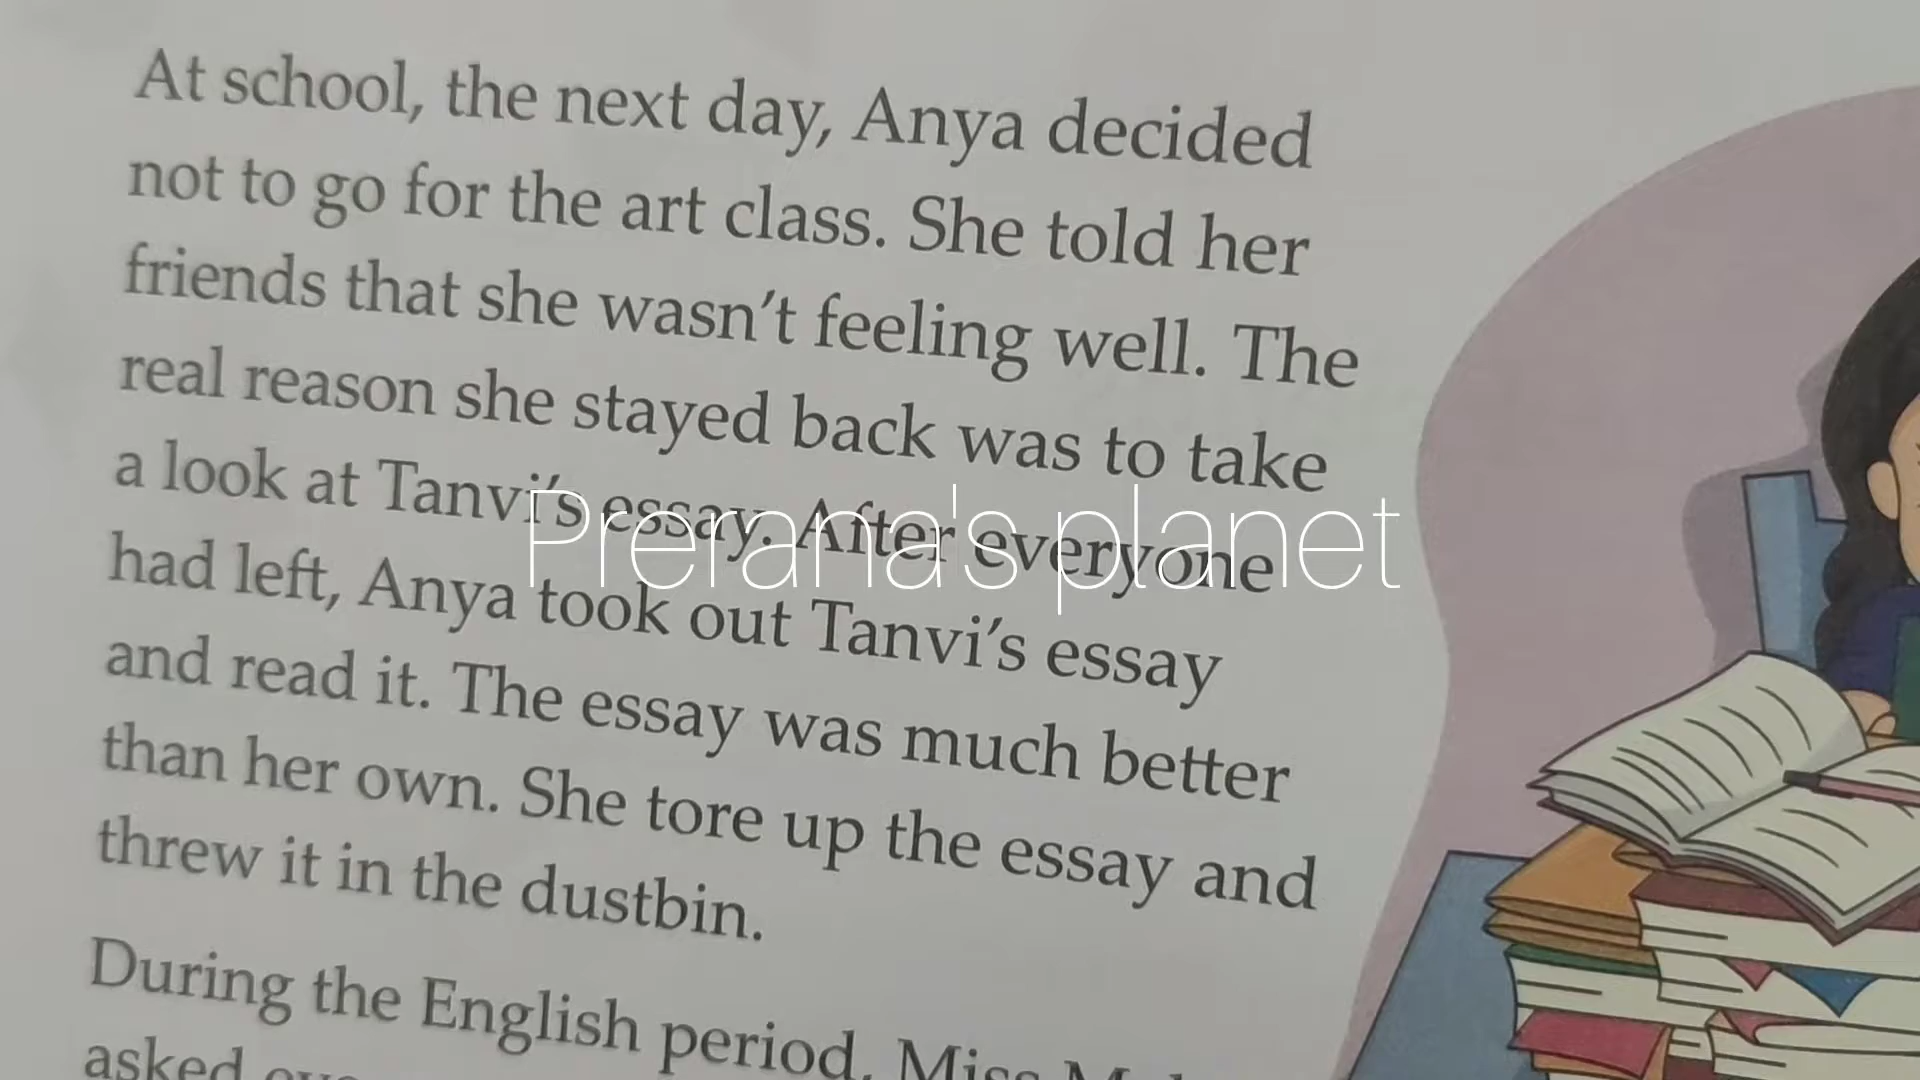 At school, the next day, Anya decided
not to go for the art class. She told her
friends that she wasn't feeling well. The
real reason she stayed back was to take
a look at Tanvi's essay. After everyone
Prerana's planet
had left, Anya took out Tanvi's essay
and read it. The essay was much better
than her own. She tore up the essay and
threw it in the dustbin.
During the English period, Miss
asked